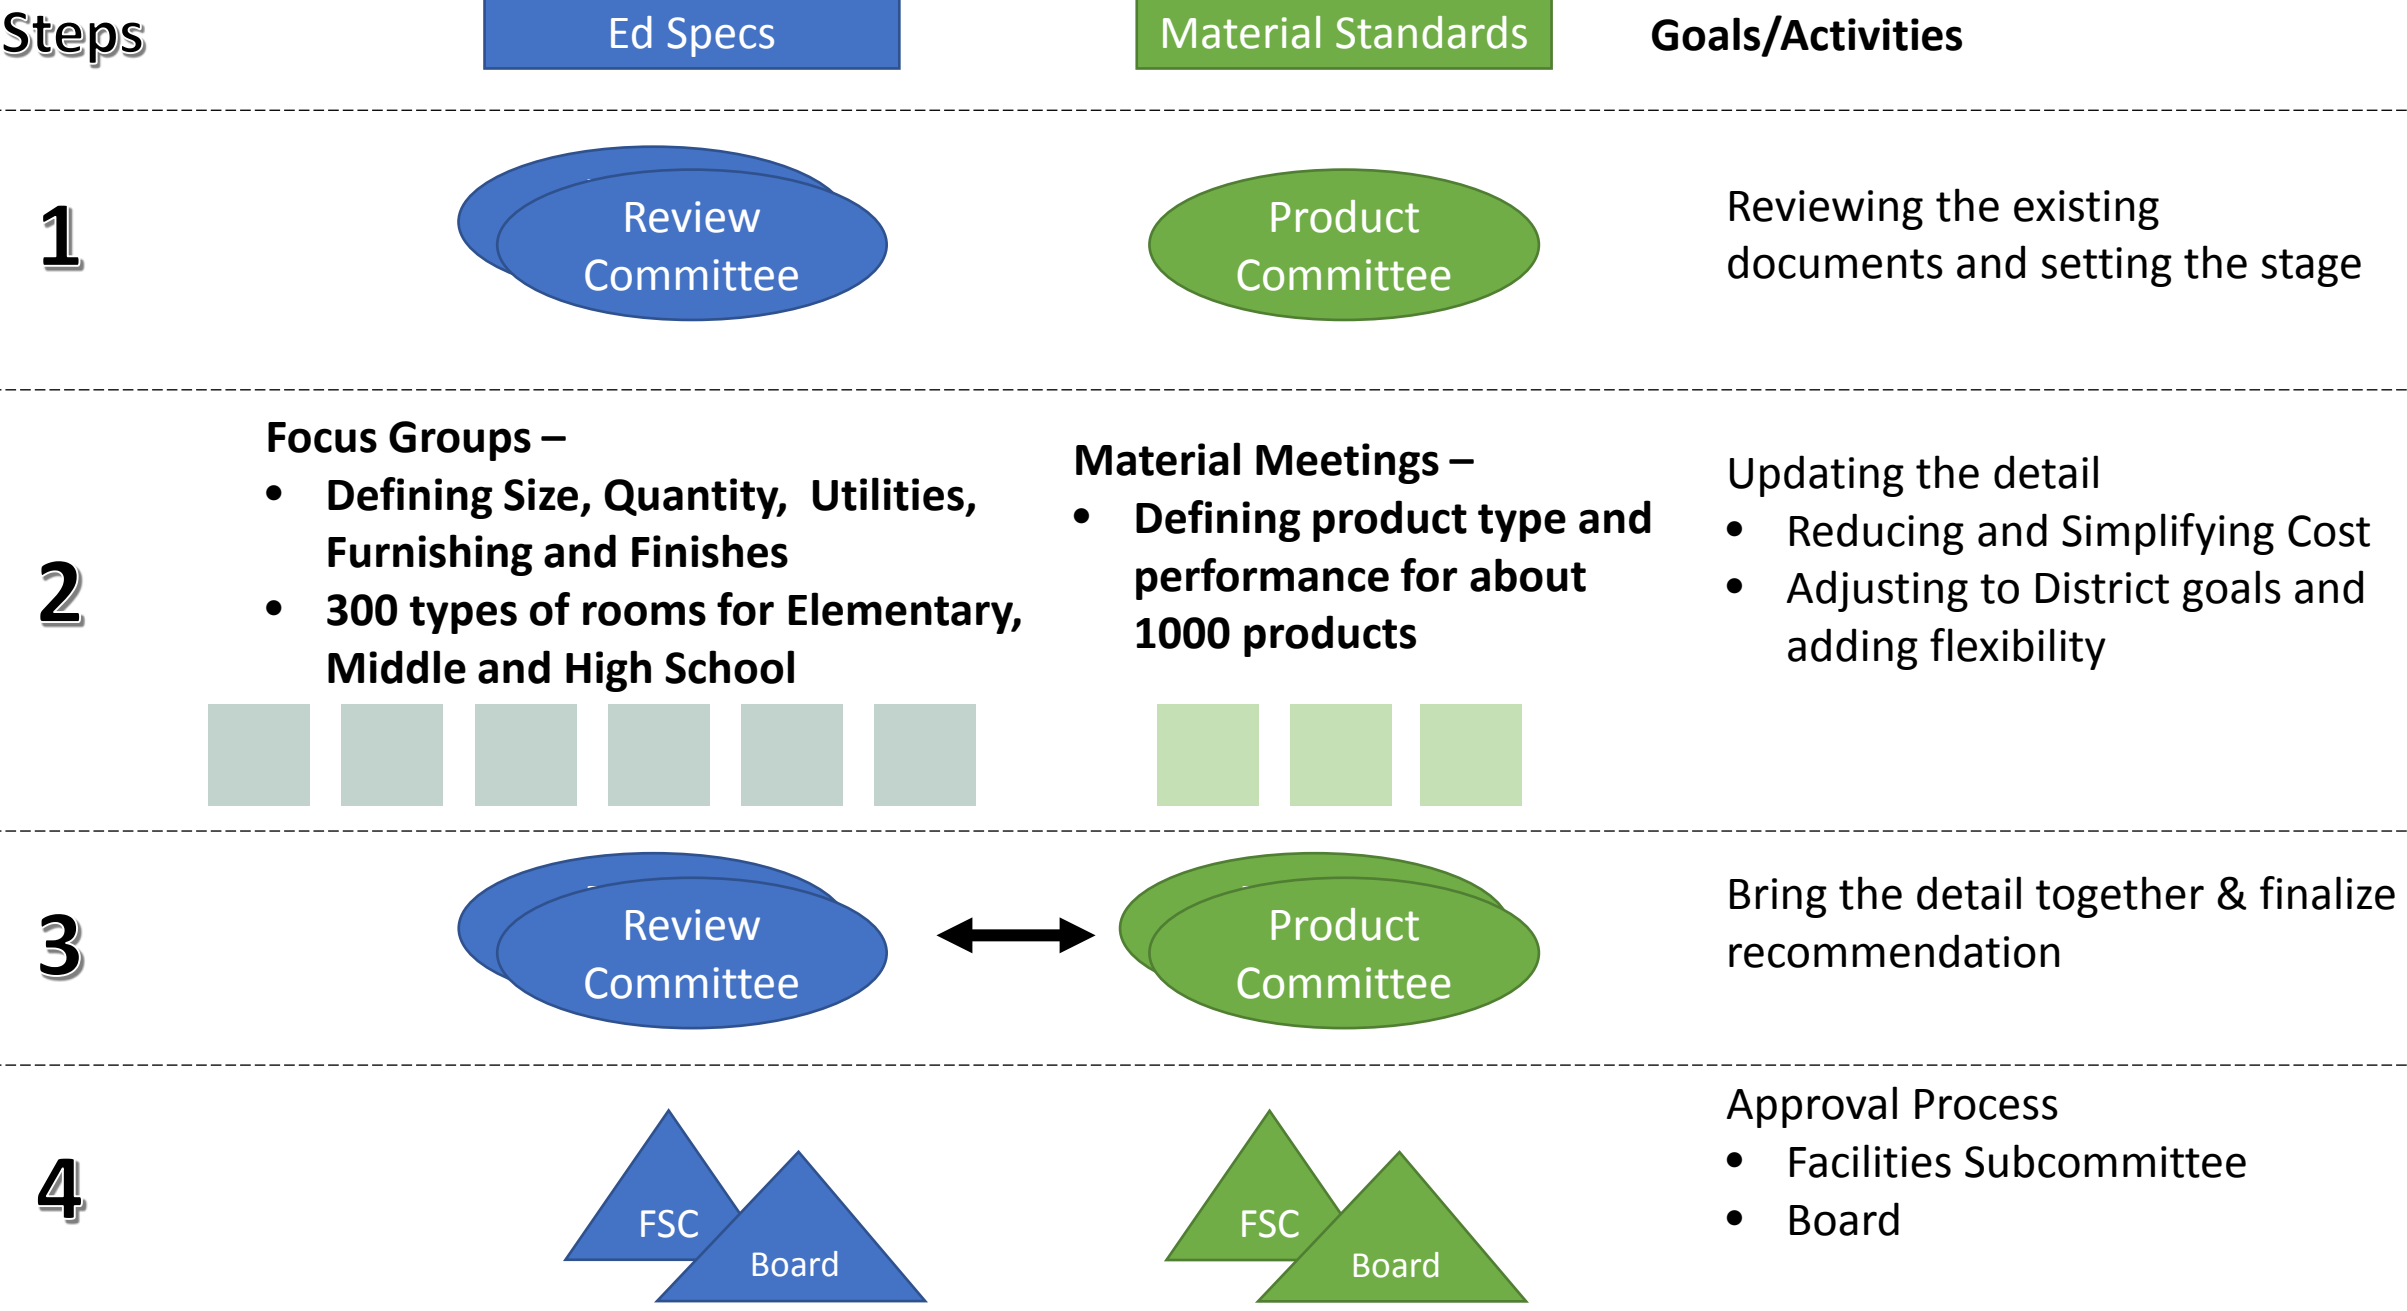 Steps
Ed Specs
Material Standards
Goals/Activities
1
Review
Committee
Product
Committee
Reviewing the existing
documents and setting the stage
2
Focus Groups –
• Defining Size, Quantity, Utilities,
Furnishing and Finishes
• 300 types of rooms for Elementary,
Middle and High School
Material Meetings –
• Defining product type and
performance for about
1000 products
Updating the detail
• Reducing and Simplifying Cost
• Adjusting to District goals and
adding flexibility
3
Review
Committee
Product
Committee
Bring the detail together & finalize
recommendation
4
FSC
Board
FSC
Board
Approval Process
• Facilities Subcommittee
• Board